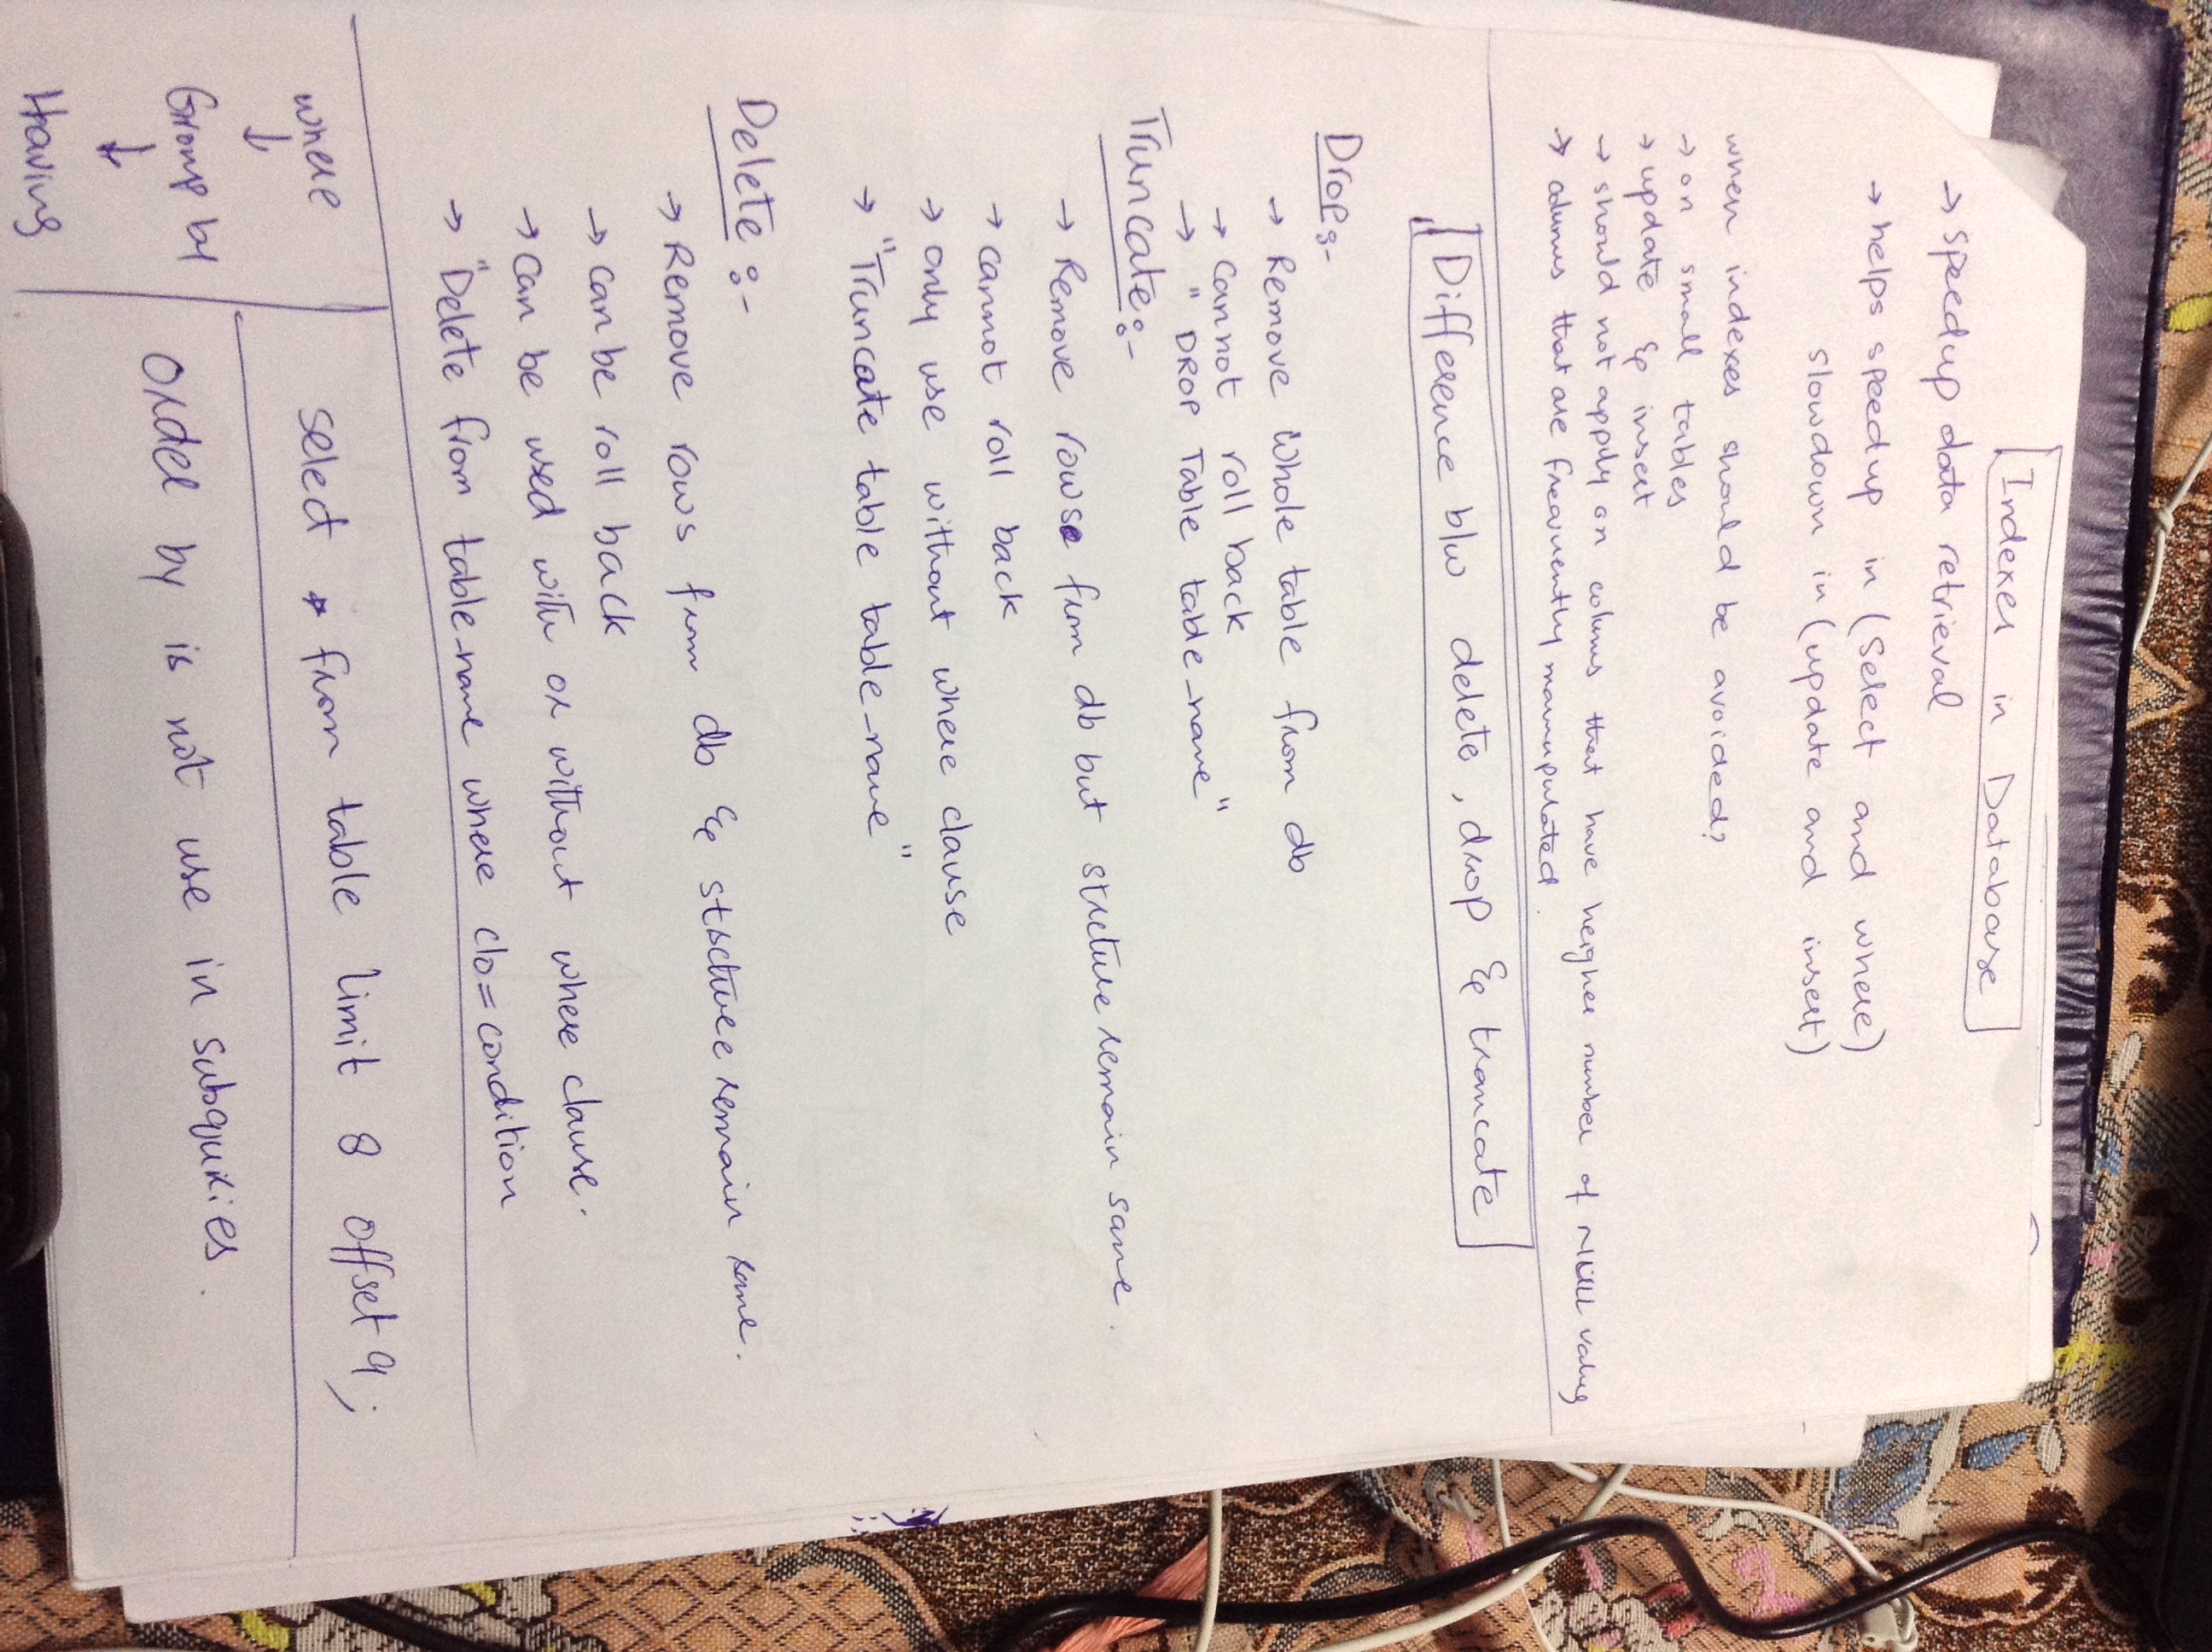 Indexes in Database
→ speedup data retrieval
→ helps speedup in (Select and where)
slowdown in (update and insert)
when indexes should be avoided?
→ on small tables
→ update & insert
→ should not apply on colums that have heigher number of NULL values
→ colums that are frequently manupulated.
Difference b/w delete, drop & truncate
Drop:-
→ Remove Whole table from db
→ Cannot roll back
→ " DROP Table table_name"
Truncate:-
→ Remove rows from db but strcture remain same.
→ cannot roll back
→ only use without where clause
→ "Truncate table table_name"
Delete :-
→ Remove rows from db & strcture remain same.
→ can be roll back
→ can be used with or without where clause.
→ "Delete from table_name where clo=condition
where
↓
Group by
↓
Having
select * from table limit 8 offset 9;
Order by is not use in subquries.